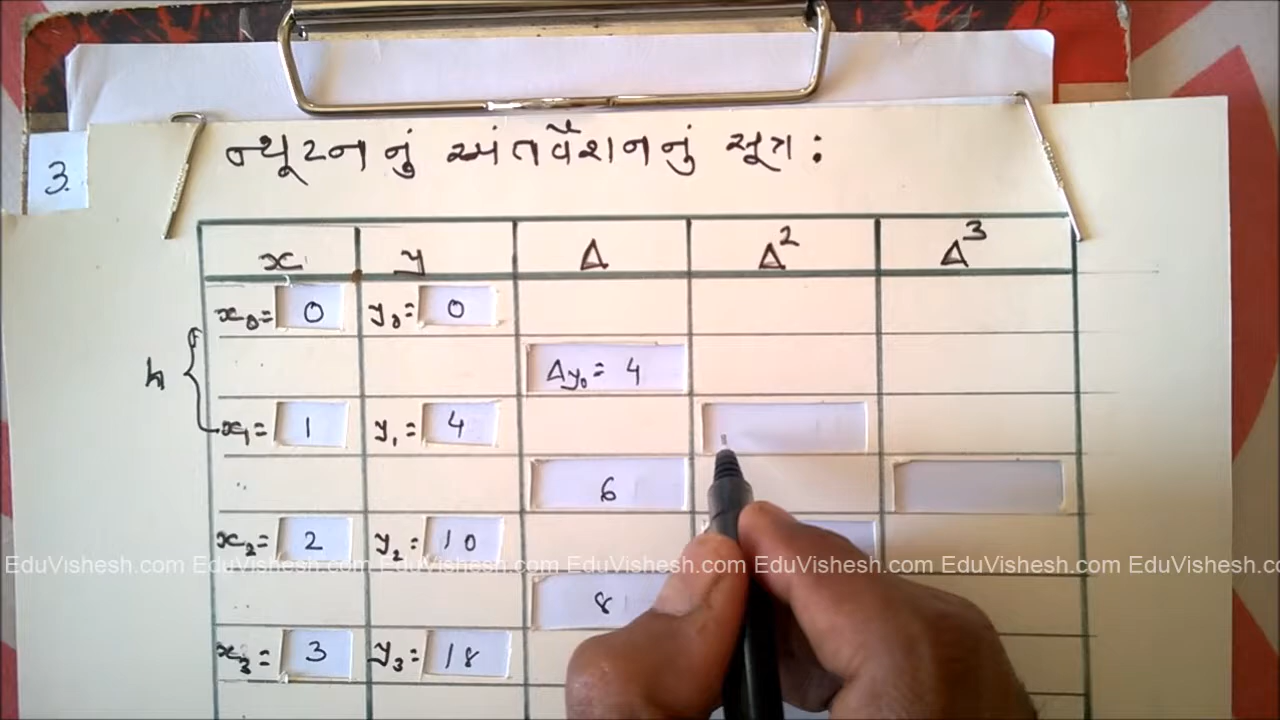 3.
ન્યૂટનનું અંતર્વેશનનું સૂત્ર :
x y Δ Δ² Δ³
x₀= 0 y₀= 0
Δy₀ = 4
h
x₁= 1 y₁= 4
6
x₂= 2 y₂= 10
EduVishesh.com EduVishesh.com EduVishesh.com EduVishesh.com EduVishesh.com EduVishesh.com EduVishesh.com
8
x₃= 3 y₃= 18